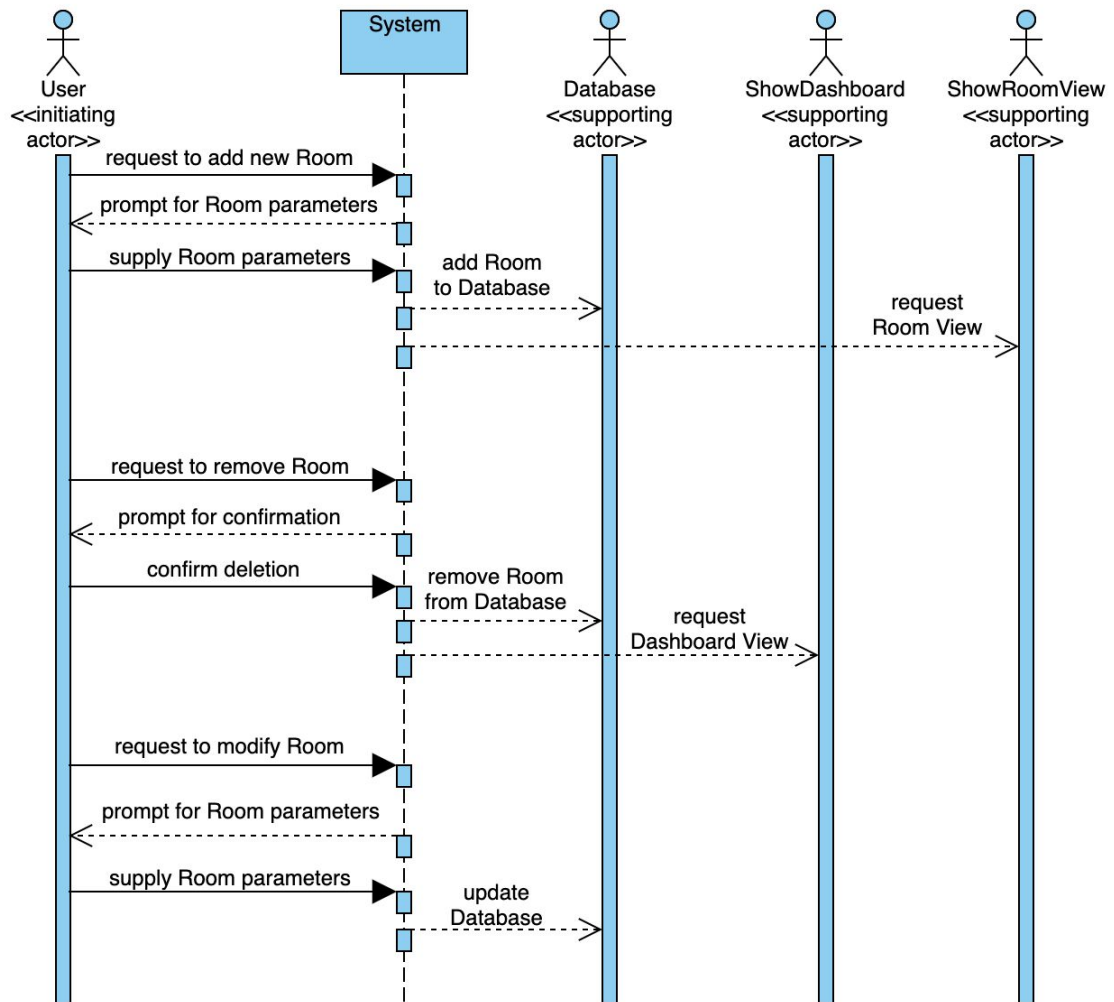 System
User
<<initiating
actor>>
Database
<<supporting
actor>>
ShowDashboard
<<supporting
actor>>
ShowRoomView
<<supporting
actor>>
request to add new Room
prompt for Room parameters
supply Room parameters
add Room
to Database
request
Room View
request to remove Room
prompt for confirmation
confirm deletion
remove Room
from Database
request
Dashboard View
request to modify Room
prompt for Room parameters
supply Room parameters
update
Database